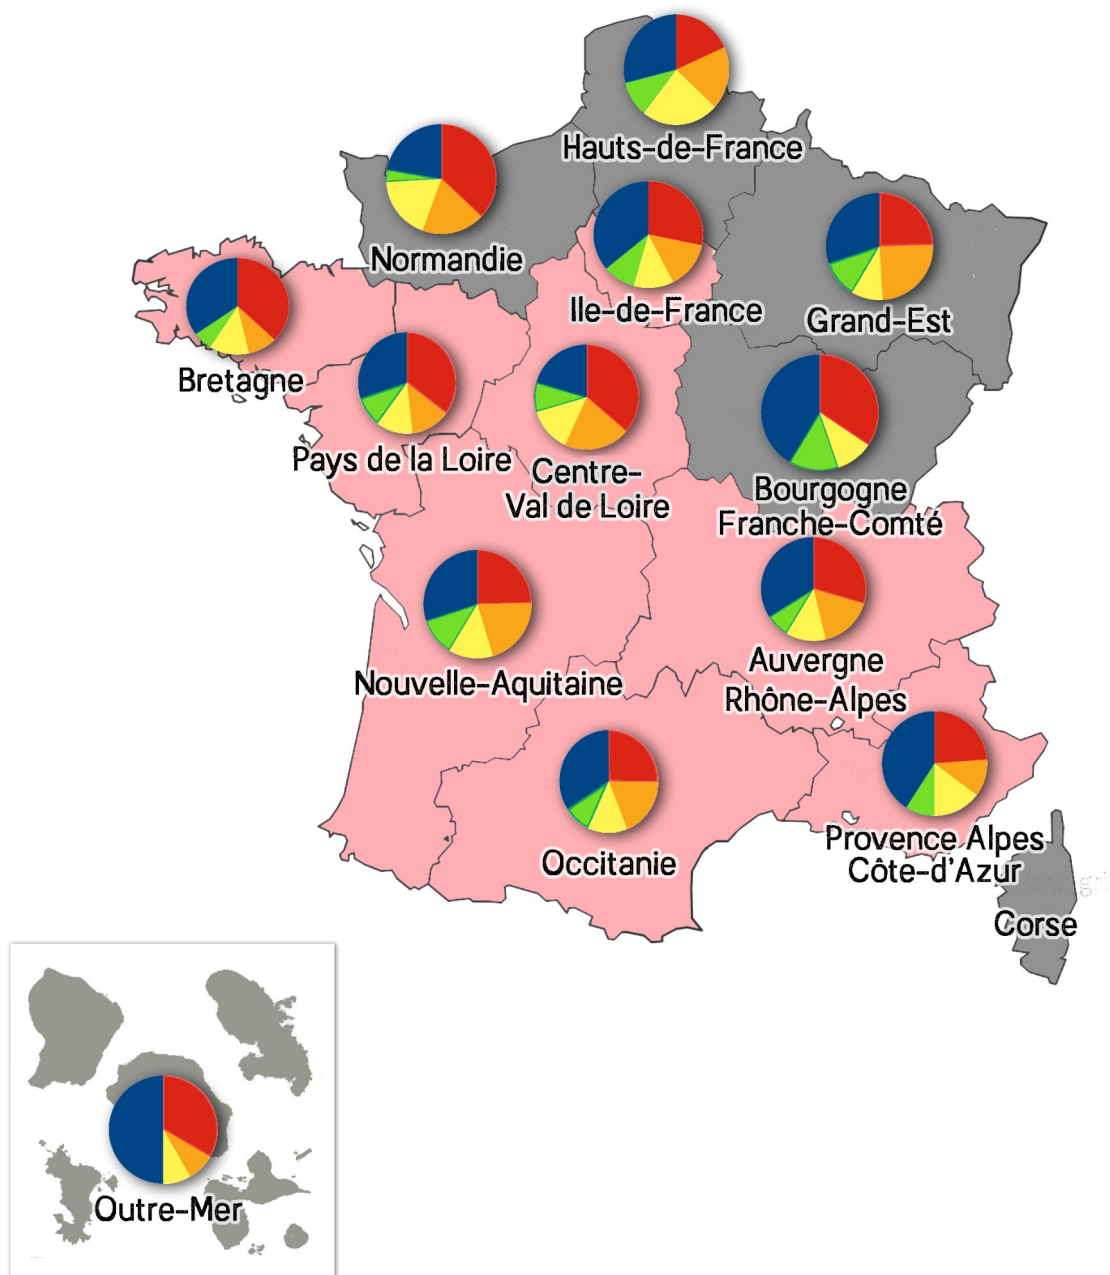 Hauts-de-France
Normandie
Ile-de-France
Grand-Est
Bretagne
Pays de la Loire
Centre-
Val de Loire
Bourgogne
Franche-Comté
Nouvelle-Aquitaine
Auvergne
Rhône-Alpes
Occitanie
Provence Alpes
Côte-d'Azur
Corse
Outre-Mer